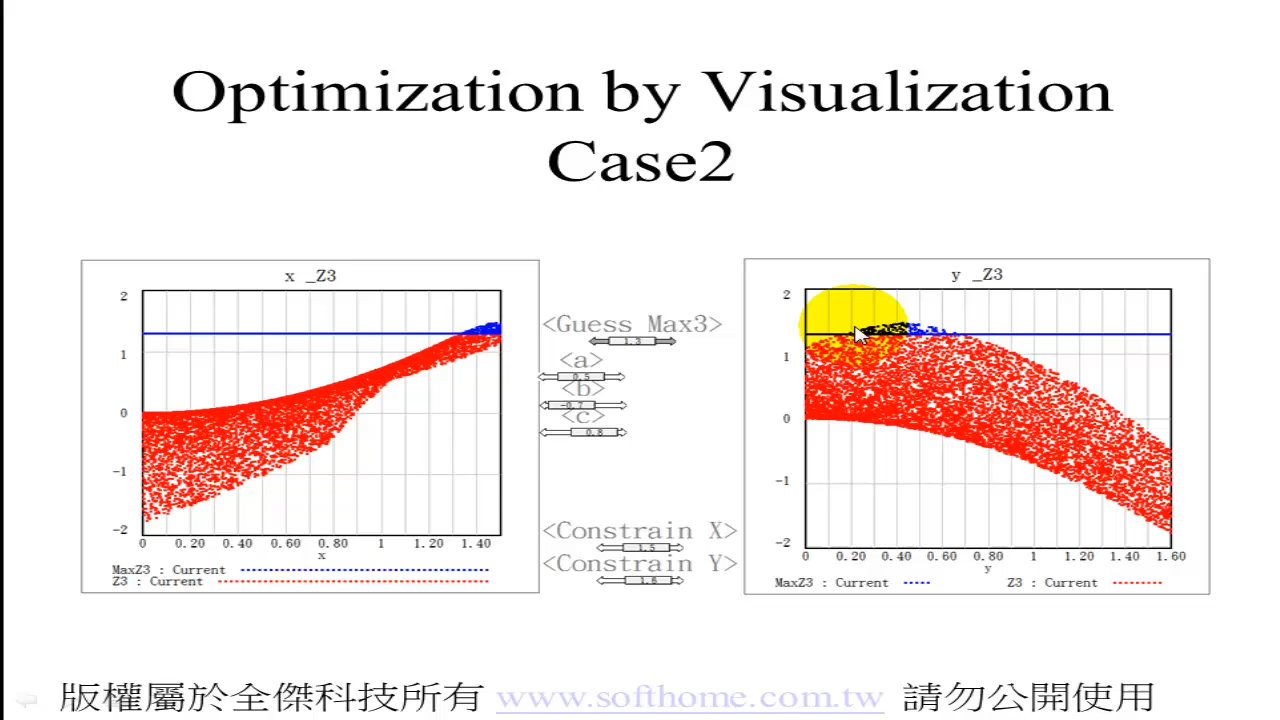 Optimization by Visualization
Case2
x _Z3
2
1
0
-1
-2
0 0.20 0.40 0.60 0.80 1 1.20 1.40
x
MaxZ3 : Current
Z3 : Current
<Guess Max3>
1.3
<a>
0.5
<b>
-0.7
<c>
0.8
<Constrain X>
1.5
<Constrain Y>
1.6
y _Z3
2
1
0
-1
-2
0 0.20 0.40 0.60 0.80 1 1.20 1.40 1.60
y
MaxZ3 : Current Z3 : Current
版權屬於全傑科技所有 www.softhome.com.tw 請勿公開使用